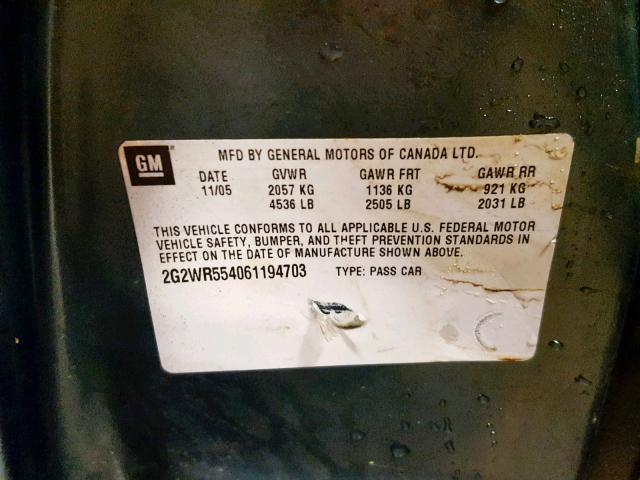 GM
MFD BY GENERAL MOTORS OF CANADA LTD.
DATE GVWR GAWR FRT GAWR RR
11/05 2057 KG 1136 KG 921 KG
4536 LB 2505 LB 2031 LB
THIS VEHICLE CONFORMS TO ALL APPLICABLE U.S. FEDERAL MOTOR
VEHICLE SAFETY, BUMPER, AND THEFT PREVENTION STANDARDS IN
EFFECT ON THE DATE OF MANUFACTURE SHOWN ABOVE.
2G2WR554061194703 TYPE: PASS CAR